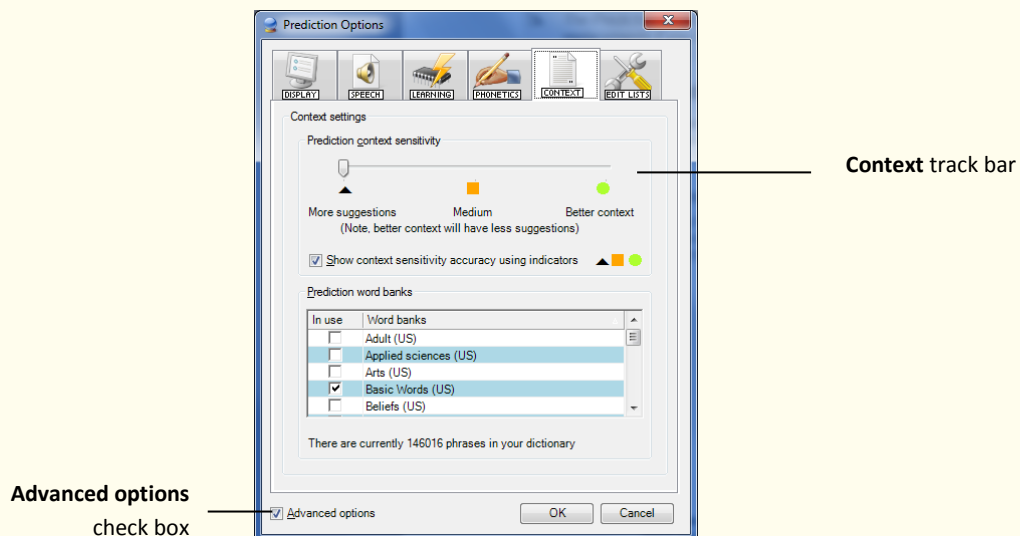 Prediction Options
DISPLAY SPEECH LEARNING PHONETICS CONTEXT EDIT LISTS
Context settings
Prediction context sensitivity
Context track bar
More suggestions Medium Better context
(Note, better context will have less suggestions)
Show context sensitivity accuracy using indicators
Prediction word banks
In use Word banks
Adult (US)
Applied sciences (US)
Arts (US)
Basic Words (US)
Beliefs (US)
There are currently 146016 phrases in your dictionary
Advanced options
check box
Advanced options OK Cancel